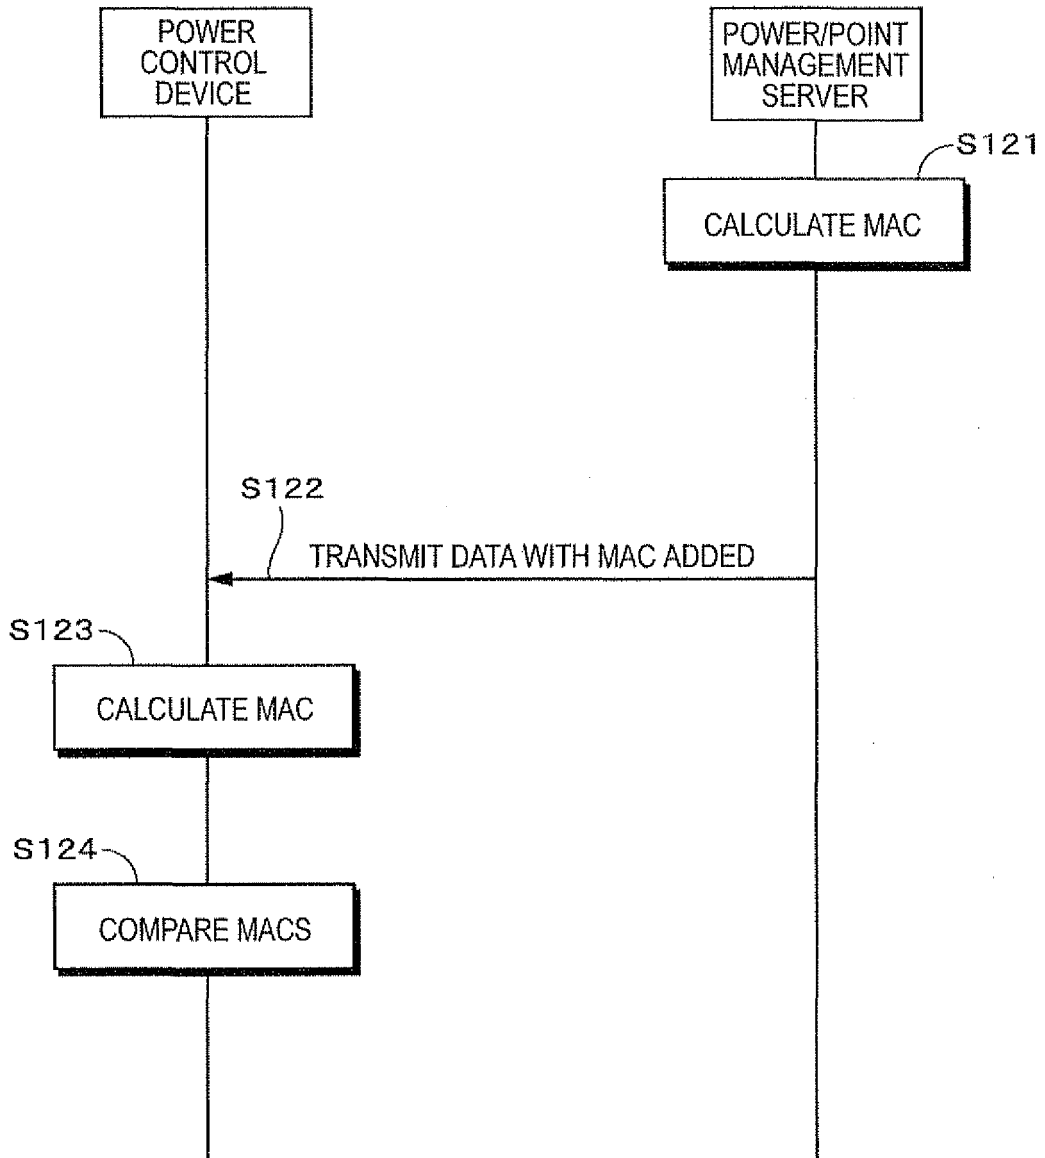 POWER
CONTROL
DEVICE
POWER/POINT
MANAGEMENT
SERVER
S121
CALCULATE MAC
S122
TRANSMIT DATA WITH MAC ADDED
S123
CALCULATE MAC
S124
COMPARE MACS